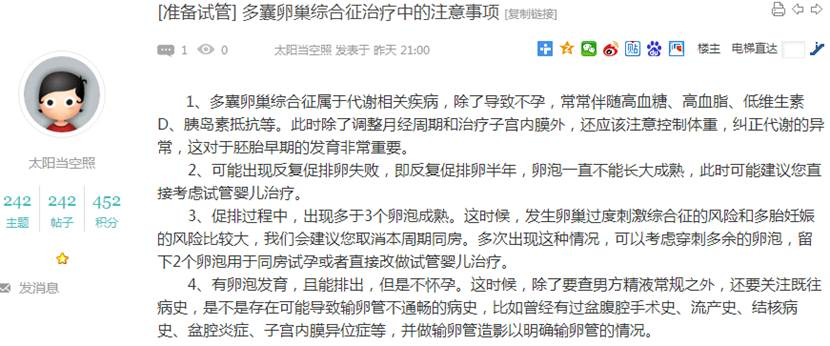 [准备试管] 多囊卵巢综合征治疗中的注意事项 [复制链接]
1 0 太阳当空照 发表于 昨天 21:00 楼主 电梯直达
1、多囊卵巢综合征属于代谢相关疾病，除了导致不孕，常常伴随高血糖、高血脂、低维生素
D、胰岛素抵抗等。此时除了调整月经周期和治疗子宫内膜外，还应该注意控制体重，纠正代谢的异
常，这对于胚胎早期的发育非常重要。
2、可能出现反复促排卵失败，即反复促排卵半年，卵泡一直不能长大成熟，此时可能建议您直
接考虑试管婴儿治疗。
3、促排过程中，出现多于3个卵泡成熟。这时候，发生卵巢过度刺激综合征的风险和多胎妊娠
的风险比较大，我们会建议您取消本周期同房。多次出现这种情况，可以考虑穿刺多余的卵泡，留
下2个卵泡用于同房试孕或者直接改做试管婴儿治疗。
4、有卵泡发育，且能排出，但是不怀孕。这时候，除了要查男方精液常规之外，还要关注既往
病史，是不是存在可能导致输卵管不通畅的病史，比如曾经有过盆腹腔手术史、流产史、结核病
史、盆腔炎症、子宫内膜异位症等，并做输卵管造影以明确输卵管的情况。
太阳当空照
242 242 452
主题 帖子 积分
发消息